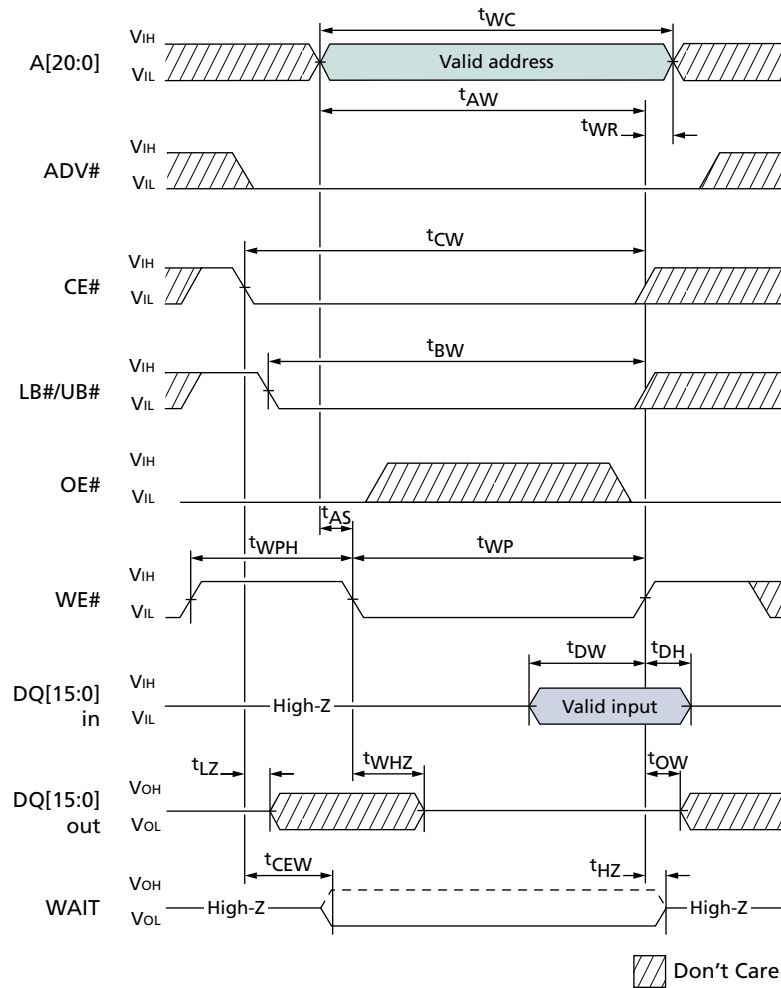 tWC
VIH
A[20:0]
Valid address
VIL
tAW
tWR
VIH
ADV#
VIL
tCW
VIH
CE#
VIL
tBW
VIH
LB#/UB#
VIL
VIH
OE#
VIL
tAS
tWPH
tWP
VIH
WE#
VIL
tDW
tDH
VIH
DQ[15:0]
in
High-Z
Valid input
VIL
tLZ
tWHZ
tOW
VOH
DQ[15:0]
out
VOL
tCEW
tHZ
VOH
WAIT
High-Z
High-Z
VOL
Don't Care